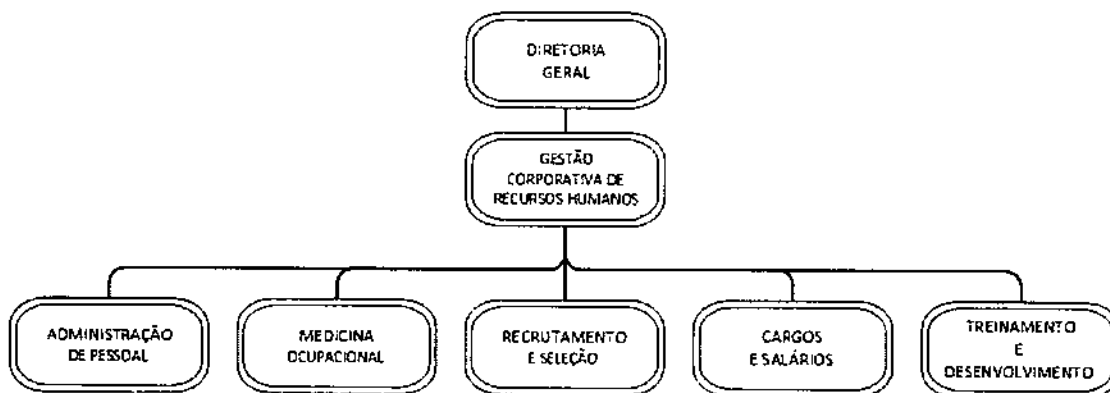 DIRETORIA
GERAL
GESTÃO
CORPORATIVA DE
RECURSOS HUMANOS
ADMINISTRAÇÃO
DE PESSOAL
MEDICINA
OCUPACIONAL
RECRUTAMENTO
E SELEÇÃO
CARGOS
E SALÁRIOS
TREINAMENTO
E
DESENVOLVIMENTO